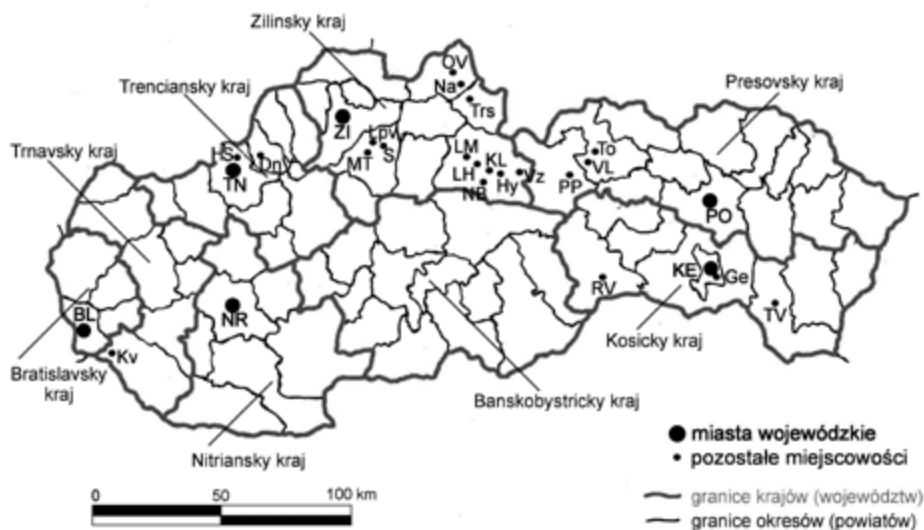 Zilinsky kraj
OV
Na
Trs
Presovsky kraj
Trenciansky kraj
ZI
Lpv
S
MT
LM
KL
LH
Hy
Vz
NB
To
VL
PP
HS
Dn
TN
Trnavsky kraj
PO
KE
Ge
RV
TV
NR
BL
Kv
Kosicky kraj
Bratislavsky
kraj
Banskobystricky kraj
Nitriansky kraj
miasta wojewódzkie
pozostałe miejscowości
0 50 100 km
granice krajów (województw)
granice okresów (powiatów)